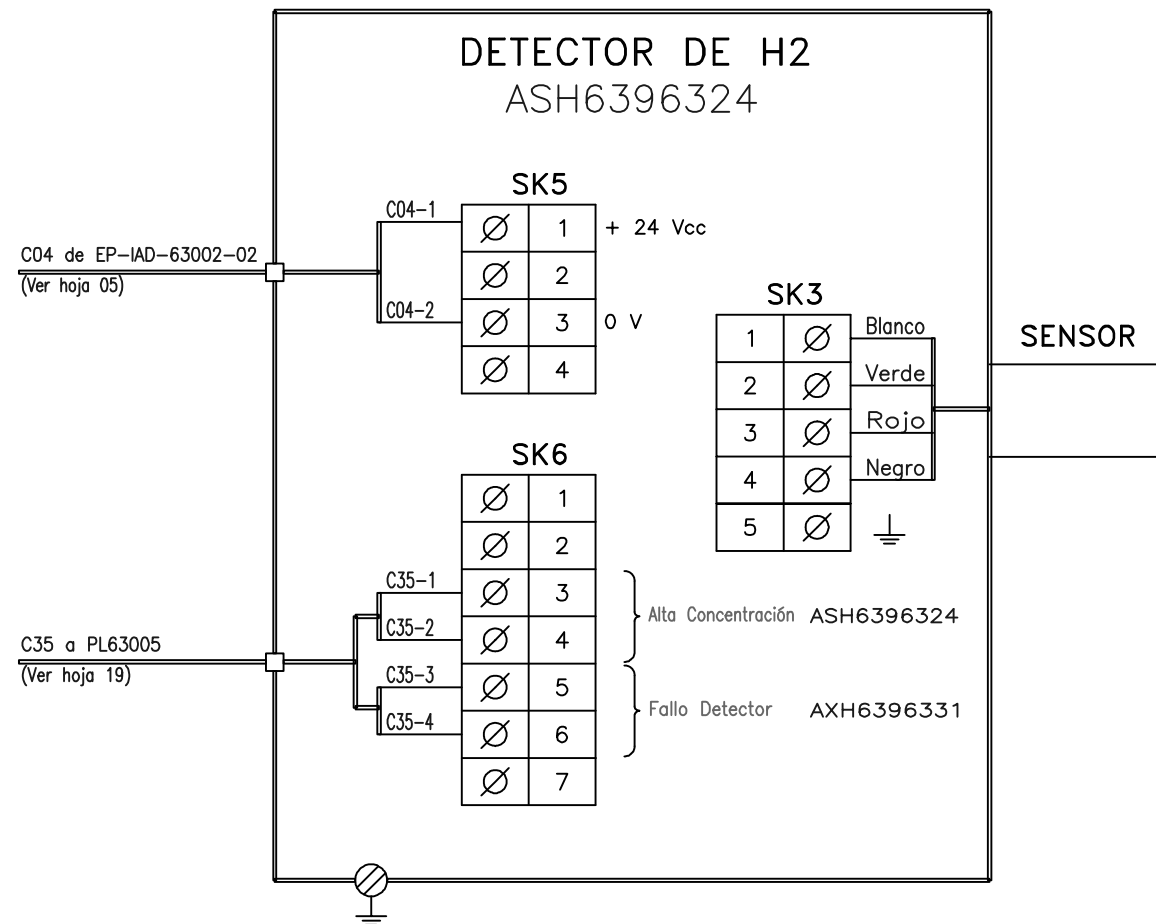 DETECTOR DE H2
ASH6396324
SK5
C04-1
1
+ 24 Vcc
C04 de EP-IAD-63002-02
(Ver hoja 05)
2
C04-2
3
0 V
4
SK3
1
Blanco
2
Verde
3
Rojo
4
Negro
5
SENSOR
SK6
1
2
C35-1
3
C35-2
4
Alta Concentración ASH6396324
C35 a PL63005
(Ver hoja 19)
C35-3
5
C35-4
6
Fallo Detector AXH6396331
7